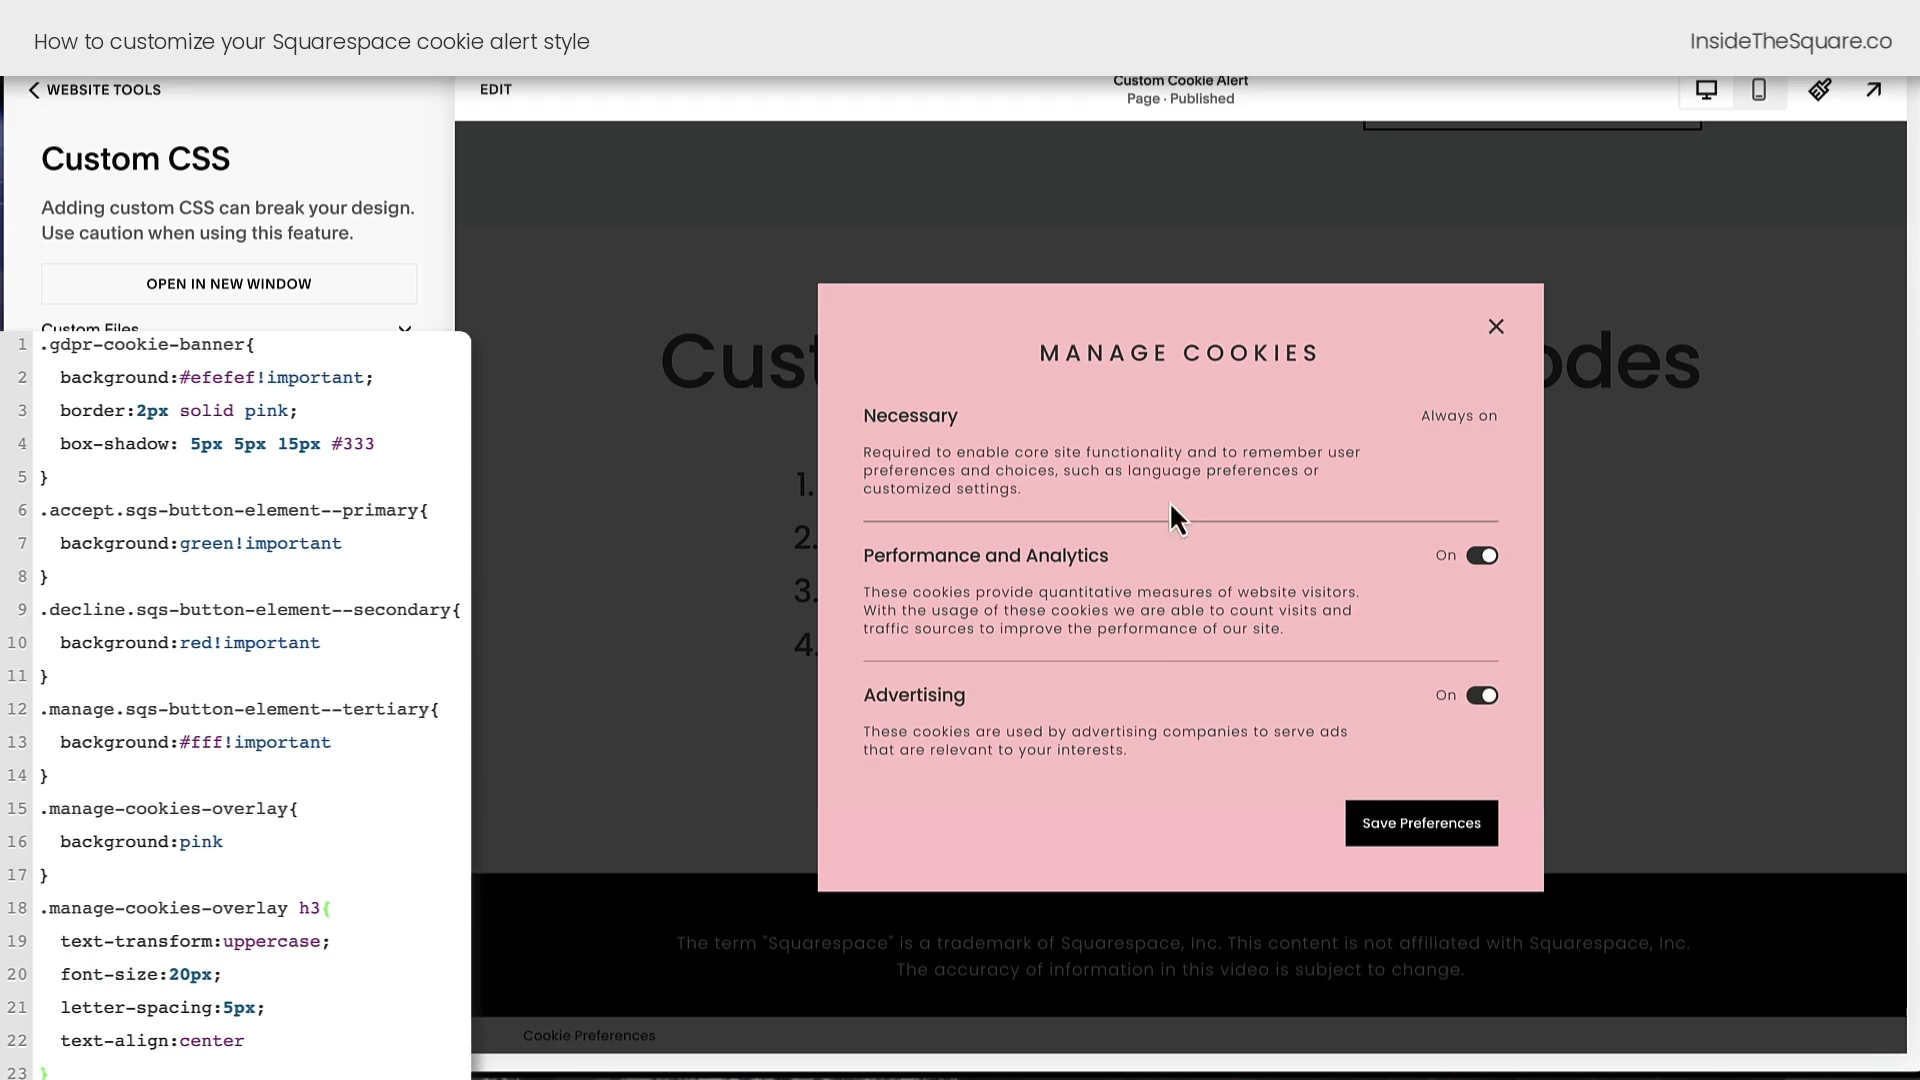 How to customize your Squarespace cookie alert style
InsideTheSquare.co
WEBSITE TOOLS
EDIT
Custom Cookie Alert
Page · Published
Custom CSS
Adding custom CSS can break your design.
Use caution when using this feature.
OPEN IN NEW WINDOW
Custom Files
1 .gdpr-cookie-banner{
2 background:#efefef!important;
3 border:2px solid pink;
4 box-shadow: 5px 5px 15px #333
5 }
6 .accept.sqs-button-element--primary{
7 background:green!important
8 }
9 .decline.sqs-button-element--secondary{
10 background:red!important
11 }
12 .manage.sqs-button-element--tertiary{
13 background:#fff!important
14 }
15 .manage-cookies-overlay{
16 background:pink
17 }
18 .manage-cookies-overlay h3{
19 text-transform:uppercase;
20 font-size:20px;
21 letter-spacing:5px;
22 text-align:center
23 }
1.
2.
3.
4.
MANAGE COOKIES
Necessary
Always on
Required to enable core site functionality and to remember user
preferences and choices, such as language preferences or
customized settings.
Performance and Analytics
On
These cookies provide quantitative measures of website visitors.
With the usage of these cookies we are able to count visits and
traffic sources to improve the performance of our site.
Advertising
On
These cookies are used by advertising companies to serve ads
that are relevant to your interests.
Save Preferences
The term "Squarespace" is a trademark of Squarespace, Inc. This content is not affiliated with Squarespace, Inc.
The accuracy of information in this video is subject to change.
Cookie Preferences